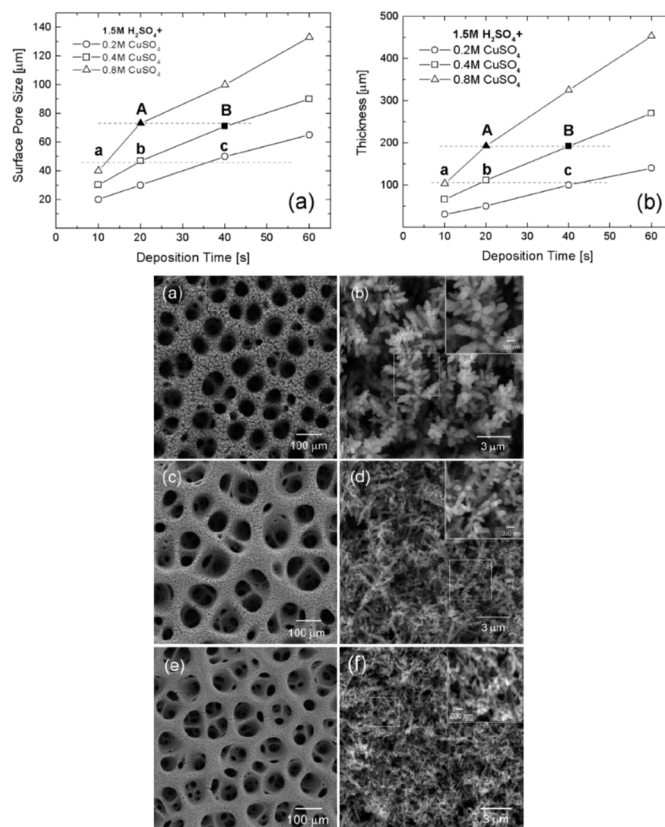 140
120
100
80
60
40
20
Surface Pore Size [μm]
1.5M H₂SO₄+
0.2M CuSO₄
0.4M CuSO₄
0.8M CuSO₄
A
B
a
b
c
(a)
0 10 20 30 40 50 60
Deposition Time [s]
500
400
300
200
100
Thickness [μm]
1.5M H₂SO₄+
0.2M CuSO₄
0.4M CuSO₄
0.8M CuSO₄
A
B
a
b
c
(b)
0 10 20 30 40 50 60
Deposition Time [s]
(a)
100 μm
(b)
3 μm
(c)
100 μm
(d)
3 μm
(e)
100 μm
(f)
200 μm
3 μm